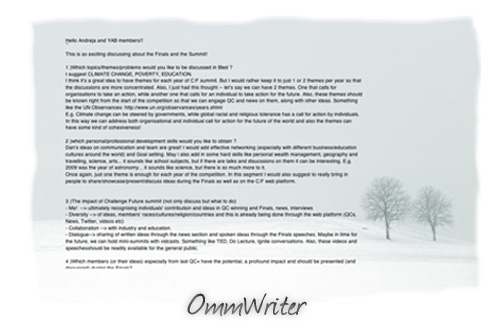 Hello Andreja and YAB members!!
This is so exciting discussing about the Finals and the Summit!
1 )Which topics/themes/problems would you like to be discussed in Bled ?
I suggest CLIMATE CHANGE, POVERTY, EDUCATION.
I think it's a great idea to have themes for each year of C/F summit. But I would rather keep it to just 1 or 2 themes per year so that
the discussions are more concentrated. Also, I just had this thought -- let's say we can have 2 themes. One that calls for
organisations to take an action, while another one that calls for an individual to take action for the future. Also, these themes should
be known right from the start of the competition so that we can engage QC and news on them, along with other ideas. Something
like the UN Observances: http://www.un.org/observances/years.shtml
E.g. Climate change can be steered by governments, while global racial and religious tolerance has a call for action by individuals.
In this way we can address both organisational and individual call for action for the future of the world and also the themes can
have some kind of cohesiveness!
2 )which personal/professional development skills would you like to obtain ?
Dan's ideas on communication and team are great! I would add effective networking (especially with different business/education
cultures around the world) and Goal setting. May i also add in some hard skills like personal wealth management, geography and
travelling, science, arts... it sounds like school subjects, but if there are talks and discussions on them it can be interesting. E.g.
2009 was the year of astronomy... it sounds like science, but there is so much more to it.
Once again, just one theme is enough for each year of the competition. In this segment I would also suggest to really bring in
people to share/showcase/present/discuss ideas during the Finals as well as on the C/F web platform.
3 )The impact of Challenge Future summit (not only discuss but what to do)
- Me! --> ultimately recognising individuals' contribution and ideas in QC winning and Finals, news, interviews
- Diversity --> of ideas, members' races/cultures/religion/countries and this is already being done through the web platform (QCs,
News, Twitter, videos etc)
- Collaboration --> with industry and education.
- Dialogue--> sharing of written ideas through the news section and spoken ideas through the Finals speeches. Maybe in time for
the future, we can hold mini-summits with vidcasts. Something like TED, Do Lecture, Ignite conversations. Also, these videos and
speeches should be readily available for the general public.
4 )Which members (or their ideas) especially from last QC+ have the potential, a profound impact and should be presented (and
discussed) during the Finals?
OmmWriter